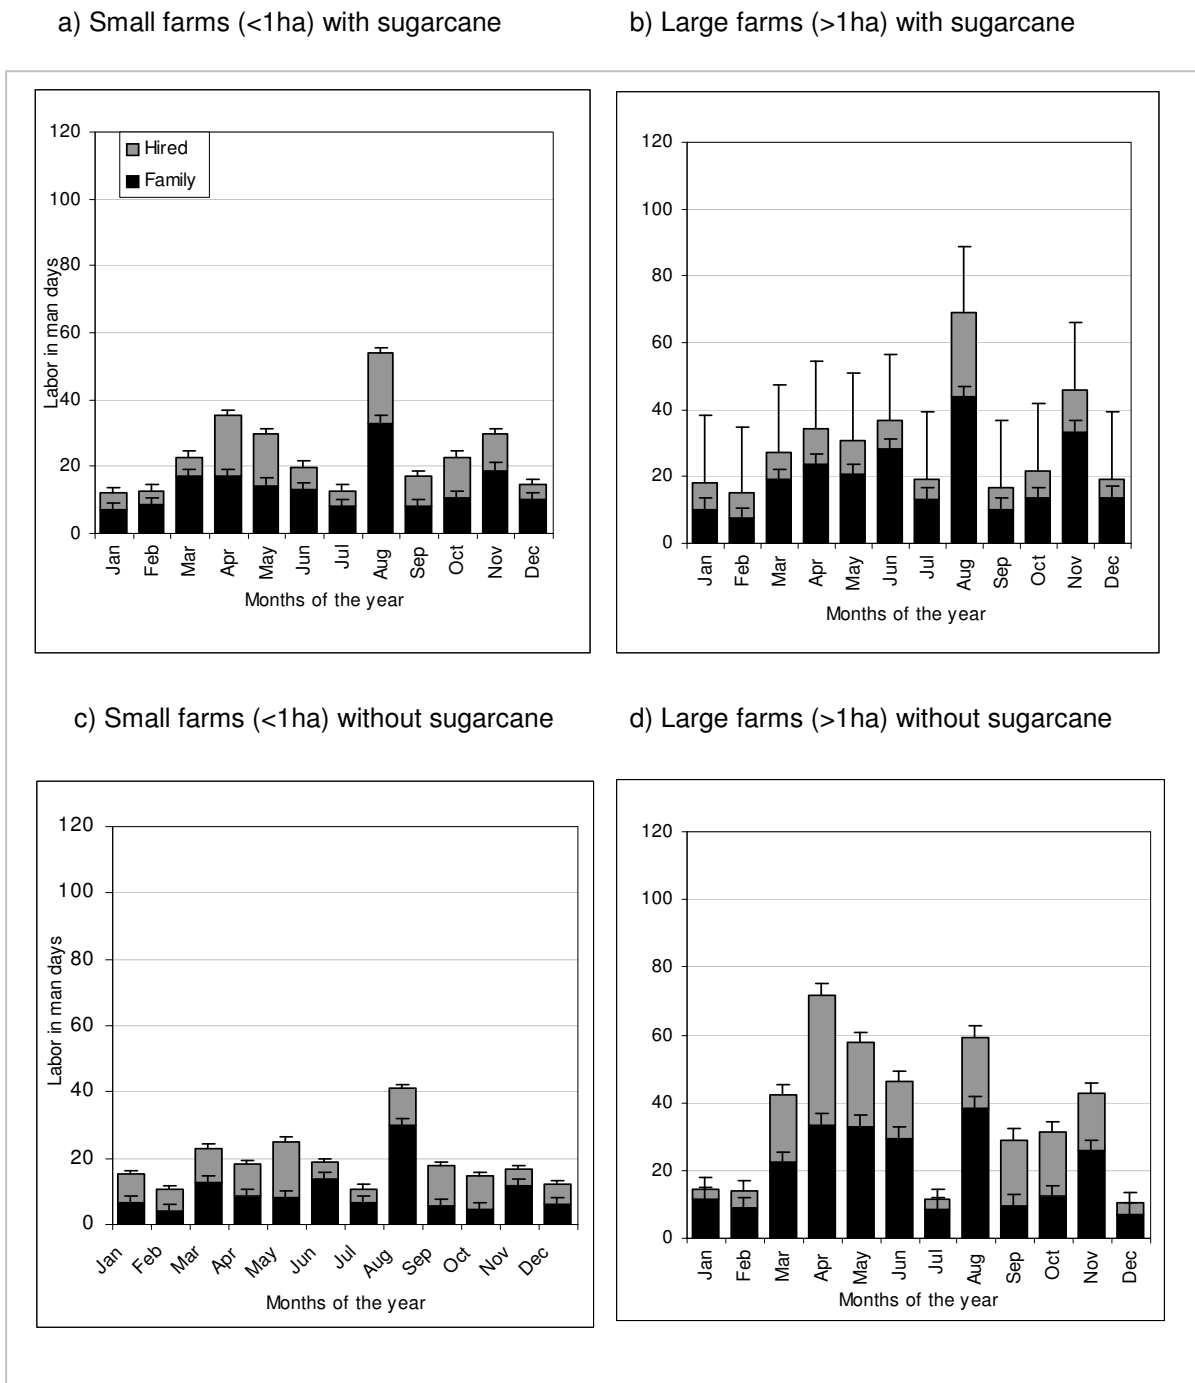 a) Small farms (<1ha) with sugarcane
b) Large farms (>1ha) with sugarcane
120
100
80
60
40
20
0
Labor in man days
Hired
Family
Jan
Feb
Mar
Apr
May
Jun
Jul
Aug
Sep
Oct
Nov
Dec
Months of the year
120
100
80
60
40
20
0
Jan
Feb
Mar
Apr
May
Jun
Jul
Aug
Sep
Oct
Nov
Dec
Months of the year
c) Small farms (<1ha) without sugarcane
d) Large farms (>1ha) without sugarcane
120
100
80
60
40
20
0
Labor in man days
Jan
Feb
Mar
Apr
May
Jun
Jul
Aug
Sep
Oct
Nov
Dec
Months of the year
120
100
80
60
40
20
0
Jan
Feb
Mar
Apr
May
Jun
Jul
Aug
Sep
Oct
Nov
Dec
Months of the year